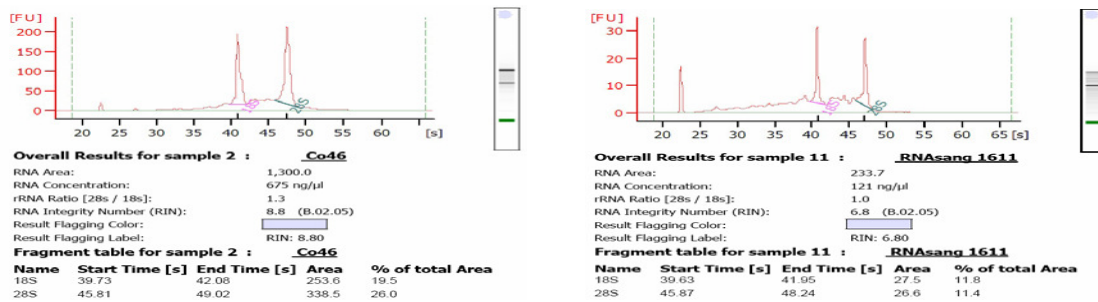 [FU]
200
150
100
50
0
18S
28S
20 25 30 35 40 45 50 55 60 [s]
Overall Results for sample 2 : Co46
RNA Area: 1,300.0
RNA Concentration: 675 ng/µl
rRNA Ratio [28s / 18s]: 1.3
RNA Integrity Number (RIN): 8.8 (B.02.05)
Result Flagging Color:
Result Flagging Label: RIN: 8.80
Fragment table for sample 2 : Co46
Name Start Time [s] End Time [s] Area % of total Area
18S 39.73 42.08 253.6 19.5
28S 45.81 49.02 338.5 26.0
[FU]
30
20
10
0
18S
28S
20 25 30 35 40 45 50 55 60 65 [s]
Overall Results for sample 11 : RNAsang 1611
RNA Area: 233.7
RNA Concentration: 121 ng/µl
rRNA Ratio [28s / 18s]: 1.0
RNA Integrity Number (RIN): 6.8 (B.02.05)
Result Flagging Color:
Result Flagging Label: RIN: 6.80
Fragment table for sample 11 : RNAsang 1611
Name Start Time [s] End Time [s] Area % of total Area
18S 39.63 41.95 27.5 11.8
28S 45.87 48.24 26.6 11.4